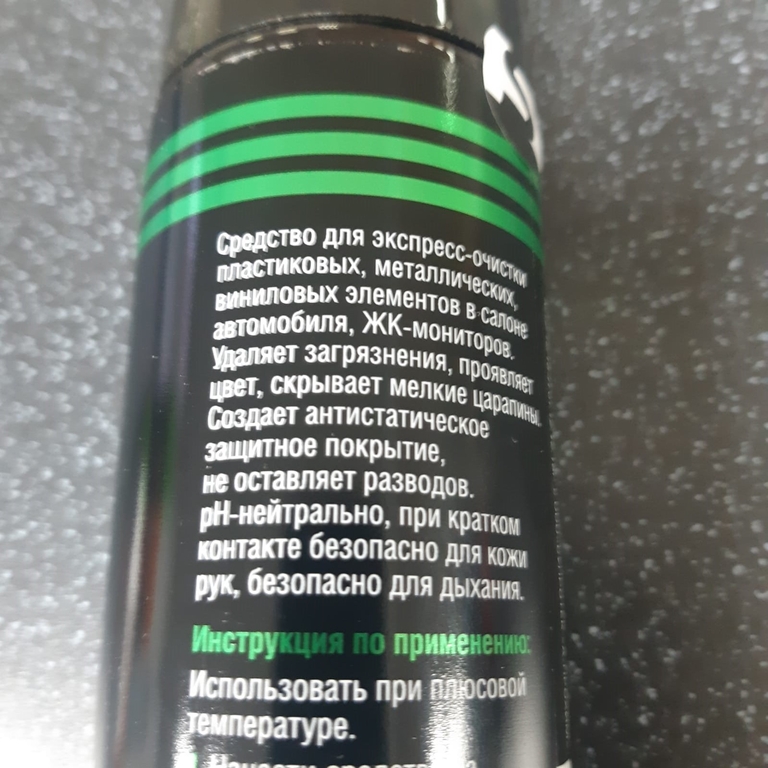 Средство для экспресс-очистки
пластиковых, металлических,
виниловых элементов в салоне
автомобиля, ЖК-мониторов.
Удаляет загрязнения, проявляет
цвет, скрывает мелкие царапины.
Создает антистатическое
защитное покрытие,
не оставляет разводов.
pH-нейтрально, при кратком
контакте безопасно для кожи
рук, безопасно для дыхания.
Инструкция по применению:
Использовать при плюсовой
температуре.
Нанести средство